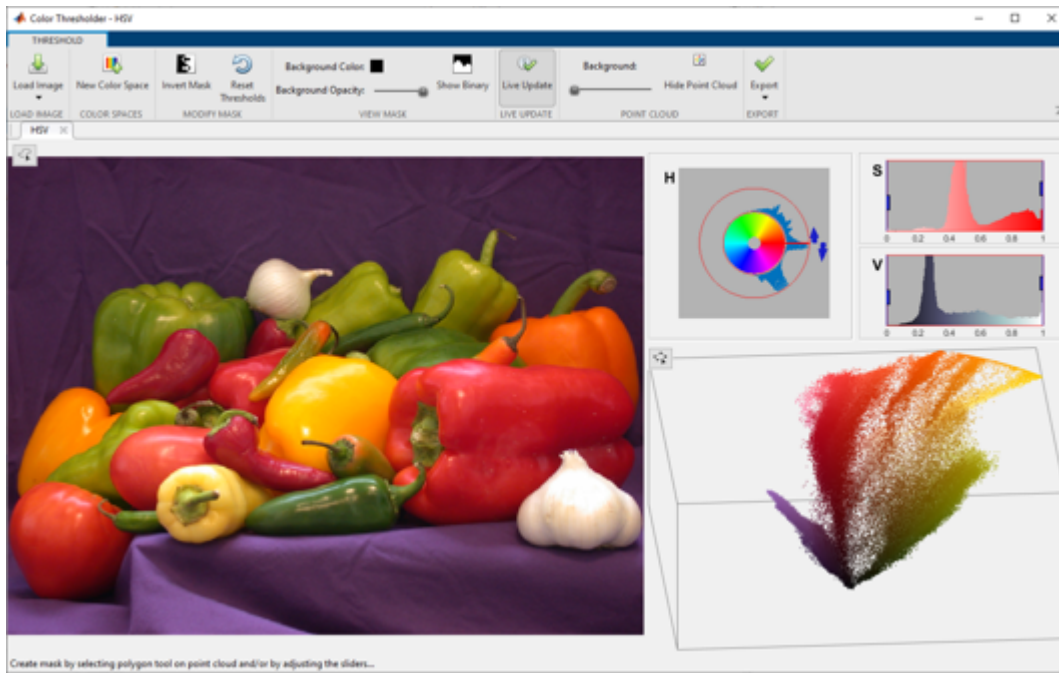 Color Thresholder - HSV
THRESHOLD
Load Image
New Color Space
Invert Mask
Reset
Thresholds
Background Color:
Background Opacity:
Show Binary
Live Update
Background:
Hide Point Cloud
Export
LOAD IMAGE
COLOR SPACES
MODIFY MASK
VIEW MASK
LIVE UPDATE
POINT CLOUD
EXPORT
HSV
H
S
0 0.2 0.4 0.6 0.8 1
V
0 0.2 0.4 0.6 0.8 1
Create mask by selecting polygon tool on point cloud and/or by adjusting the sliders...